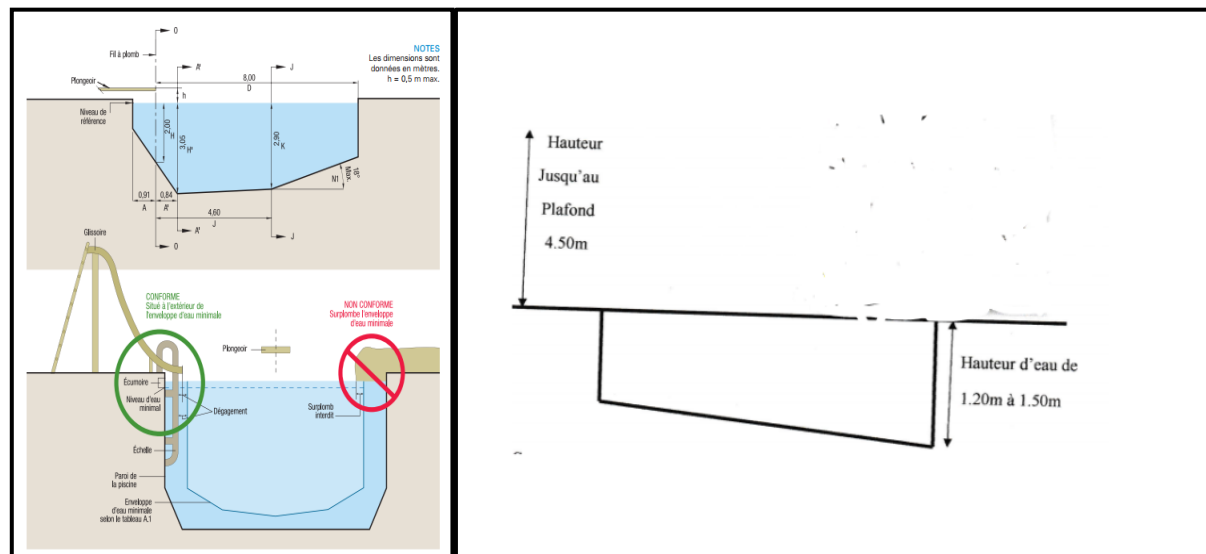 0
Fil à plomb
A'
J
NOTES
Les dimensions sont
données en mètres.
h = 0,5 m max.
8,00
D
Plongeoir
h
Niveau de
référence
2,00
H
3,05
H'
2,90
K
18°
Max.
N1
0,91
0,84
A
A'
4,60
J
A'
J
0
Glissoire
CONFORME
Situé à l'extérieur de
l'enveloppe d'eau minimale
NON CONFORME
Surplombe l'enveloppe
d'eau minimale
Plongeoir
Écumoire
Niveau d'eau
minimal
Dégagement
Surplomb
interdit
Échelle
Paroi de
la piscine
Enveloppe
d'eau minimale
selon le tableau A.1
Hauteur
Jusqu'au
Plafond
4.50m
Hauteur d'eau de
1.20m à 1.50m